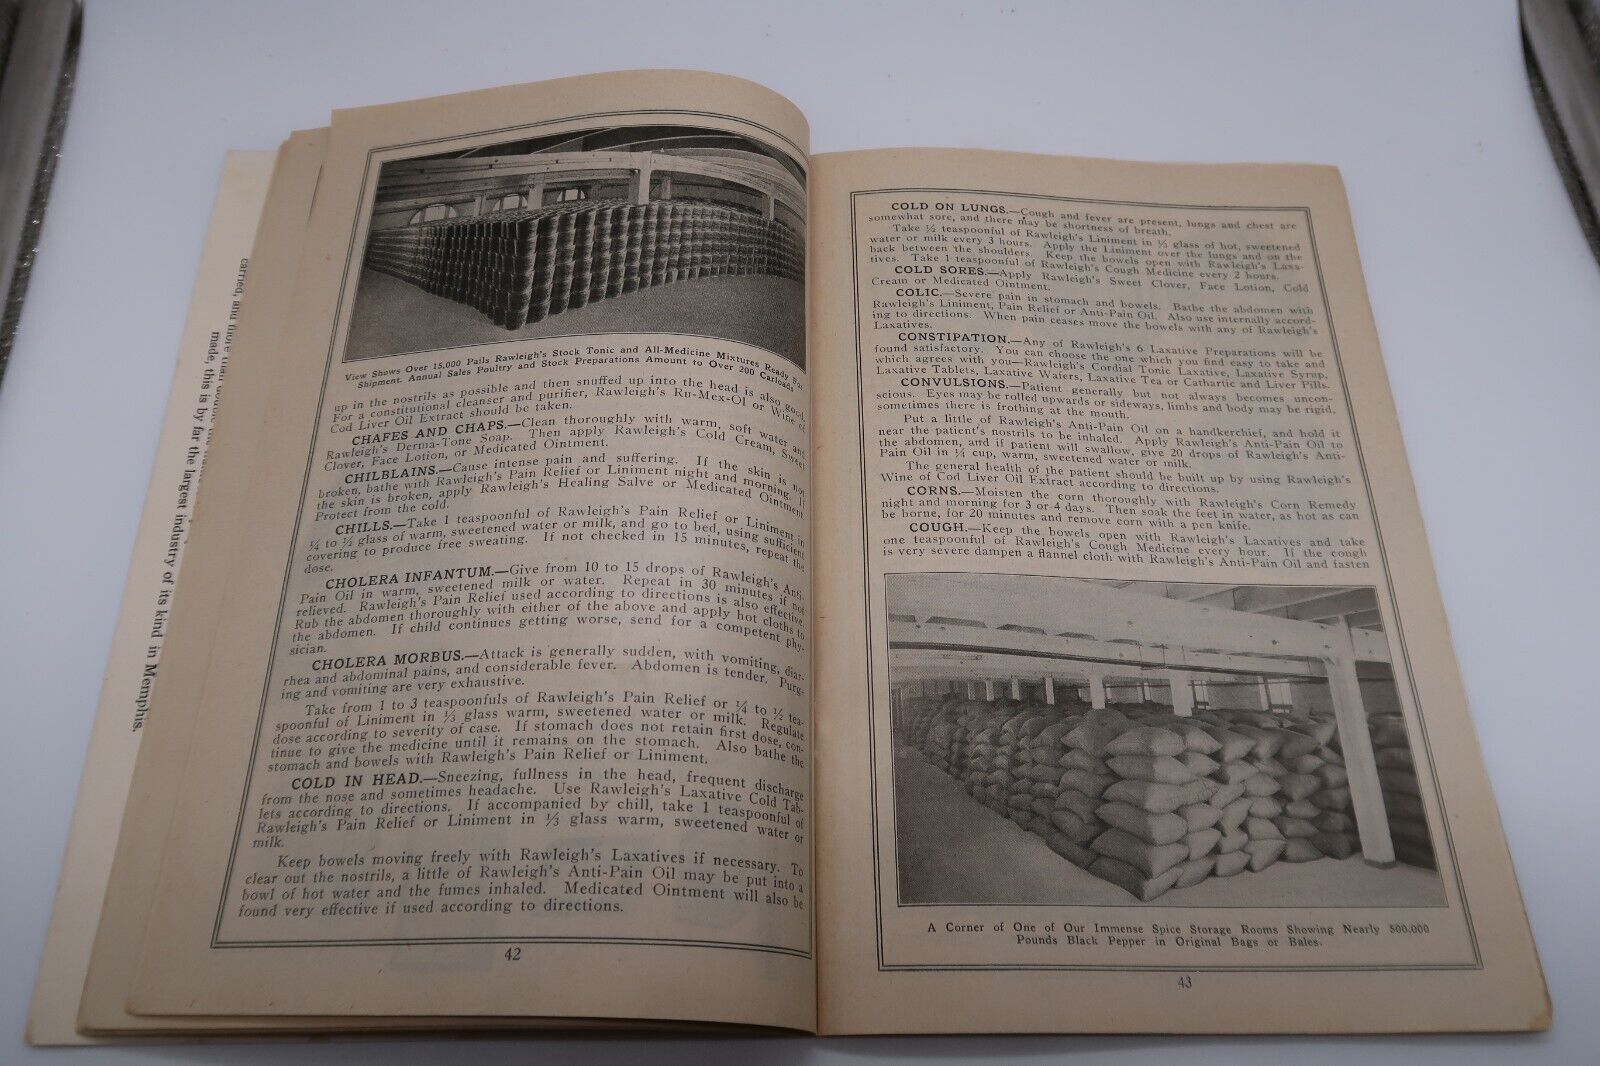 carried, and more than double the
made, this is by far the largest industry of its kind in Memphis.
View Shows Over 15,000 Pails Rawleigh's Stock Tonic and All-Medicine Mixtures Ready For
Shipment. Annual Sales Poultry and Stock Preparations Amount to Over 200 Carloads
up in the nostrils as possible and then snuffed up into the head is also good.
For a constitutional cleanser and purifier, Rawleigh's Ru-Mex-Ol or Wine of
Cod Liver Oil Extract should be taken.
CHAFES AND CHAPS.—Clean thoroughly with warm, soft water and
Rawleigh's Derma-Tone Soap. Then apply Rawleigh's Cold Cream, Sweet
Clover, Face Lotion, or Medicated Ointment.
CHILBLAINS.—Cause intense pain and suffering. If the skin is not
broken, bathe with Rawleigh's Pain Relief or Liniment night and morning. If
the skin is broken, apply Rawleigh's Healing Salve or Medicated Ointment.
Protect from the cold.
CHILLS.—Take 1 teaspoonful of Rawleigh's Pain Relief or Liniment in
¼ to ½ glass of warm, sweetened water or milk, and go to bed, using sufficient
covering to produce free sweating. If not checked in 15 minutes, repeat the
dose.
CHOLERA INFANTUM.—Give from 10 to 15 drops of Rawleigh's Anti-
Pain Oil in warm, sweetened milk or water. Repeat in 30 minutes if not
relieved. Rawleigh's Pain Relief used according to directions is also effective.
Rub the abdomen thoroughly with either of the above and apply hot cloths to
the abdomen. If child continues getting worse, send for a competent phy-
sician.
CHOLERA MORBUS.—Attack is generally sudden, with vomiting, diar-
rhea and abdominal pains, and considerable fever. Abdomen is tender. Purg-
ing and vomiting are very exhaustive.
Take from 1 to 3 teaspoonfuls of Rawleigh's Pain Relief or ¼ to ½ tea-
spoonful of Liniment in ⅓ glass warm, sweetened water or milk. Regulate
dose according to severity of case. If stomach does not retain first dose, con-
tinue to give the medicine until it remains on the stomach. Also bathe the
stomach and bowels with Rawleigh's Pain Relief or Liniment.
COLD IN HEAD.—Sneezing, fullness in the head, frequent discharge
from the nose and sometimes headache. Use Rawleigh's Laxative Cold Tab-
lets according to directions. If accompanied by chill, take 1 teaspoonful of
Rawleigh's Pain Relief or Liniment in ⅓ glass warm, sweetened water or
milk.
Keep bowels moving freely with Rawleigh's Laxatives if necessary. To
clear out the nostrils, a little of Rawleigh's Anti-Pain Oil may be put into a
bowl of hot water and the fumes inhaled. Medicated Ointment will also be
found very effective if used according to directions.
42
COLD ON LUNGS.—Cough and fever are present, lungs and chest are
somewhat sore, and there may be shortness of breath.
Take ½ teaspoonful of Rawleigh's Liniment in ⅓ glass of hot, sweetened
water or milk every 3 hours. Apply the Liniment over the lungs and on the
back between the shoulders. Keep the bowels open with Rawleigh's Laxa-
tives. Take 1 teaspoonful of Rawleigh's Cough Medicine every 2 hours.
COLD SORES.—Apply Rawleigh's Sweet Clover, Face Lotion, Cold
Cream or Medicated Ointment.
COLIC.—Severe pain in stomach and bowels. Bathe the abdomen with
Rawleigh's Liniment, Pain Relief or Anti-Pain Oil. Also use internally accord-
ing to directions. When pain ceases move the bowels with any of Rawleigh's
Laxatives.
CONSTIPATION.—Any of Rawleigh's 6 Laxative Preparations will be
found satisfactory. You can choose the one which you find easy to take and
which agrees with you—Rawleigh's Cordial Tonic Laxative, Laxative Syrup,
Laxative Tablets, Laxative Wafers, Laxative Tea or Cathartic and Liver Pills.
CONVULSIONS.—Patient generally but not always becomes uncon-
scious. Eyes may be rolled upwards or sideways, limbs and body may be rigid,
sometimes there is frothing at the mouth.
Put a little of Rawleigh's Anti-Pain Oil on a handkerchief, and hold it
near the patient's nostrils to be inhaled. Apply Rawleigh's Anti-Pain Oil to
the abdomen, and if patient will swallow, give 20 drops of Rawleigh's Anti-
Pain Oil in ¼ cup, warm, sweetened water or milk.
The general health of the patient should be built up by using Rawleigh's
Wine of Cod Liver Oil Extract according to directions.
CORNS.—Moisten the corn thoroughly with Rawleigh's Corn Remedy
night and morning for 3 or 4 days. Then soak the feet in water, as hot as can
be borne, for 20 minutes and remove corn with a pen knife.
COUGH.—Keep the bowels open with Rawleigh's Laxatives and take
one teaspoonful of Rawleigh's Cough Medicine every hour. If the cough
is very severe dampen a flannel cloth with Rawleigh's Anti-Pain Oil and fasten
A Corner of One of Our Immense Spice Storage Rooms Showing Nearly 500,000
Pounds Black Pepper in Original Bags or Bales.
43